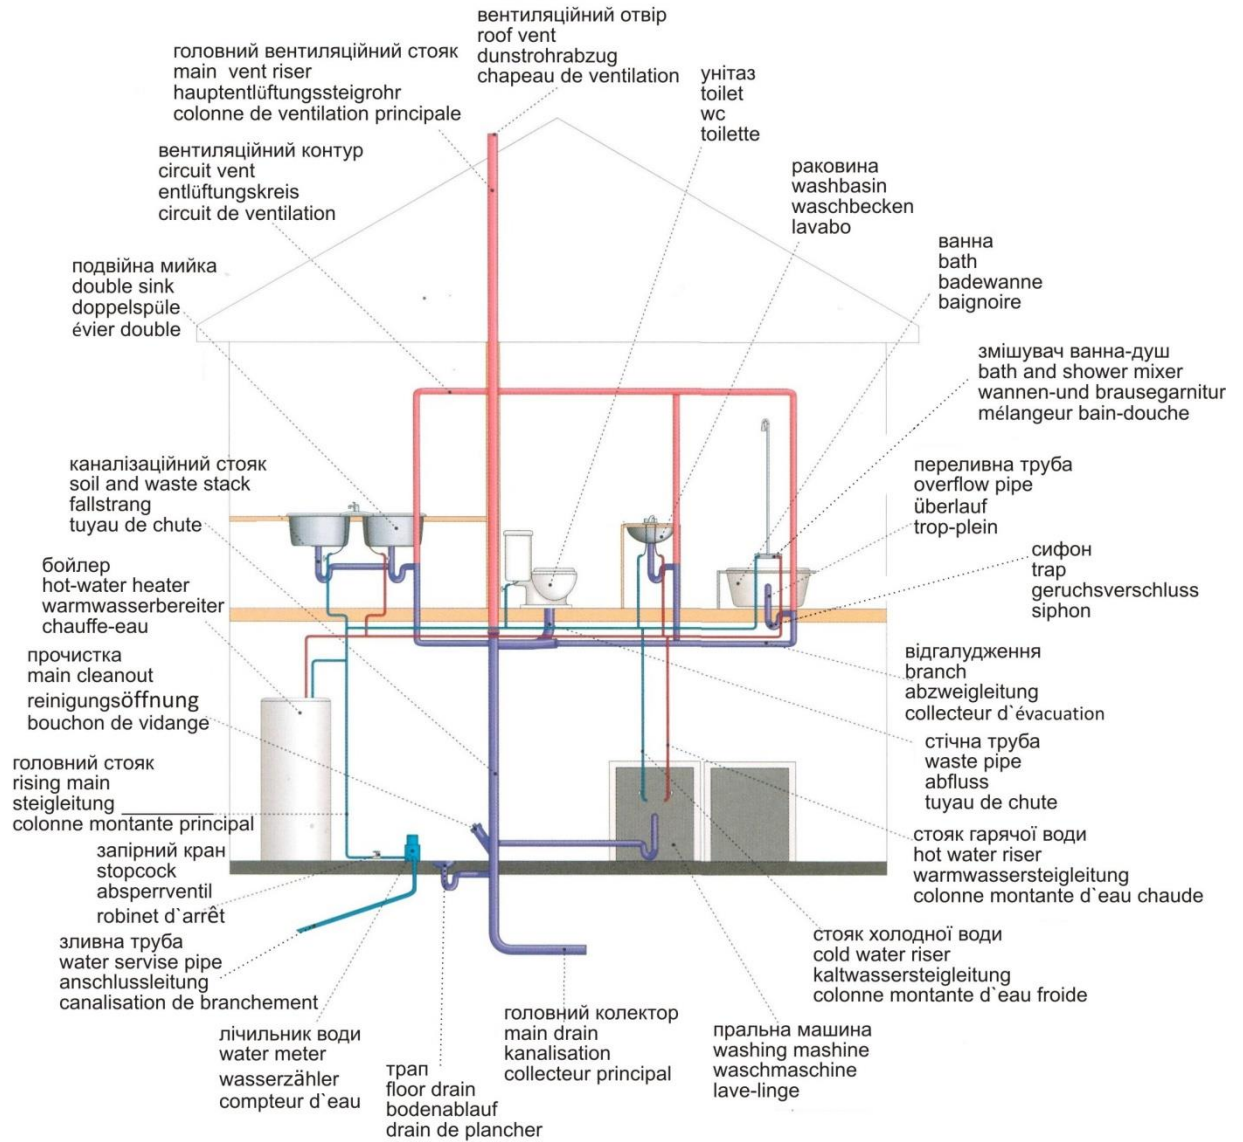 вентиляційний отвір
roof vent
dunstrohrabzug
chapeau de ventilation
головний вентиляційний стояк
main vent riser
hauptentlüftungssteigrohr
colonne de ventilation principale
унітаз
toilet
wc
toilette
вентиляційний контур
circuit vent
entlüftungskreis
circuit de ventilation
раковина
washbasin
waschbecken
lavabo
ванна
bath
badewanne
baignoire
подвійна мийка
double sink
doppelspüle
évier double
змішувач ванна-душ
bath and shower mixer
wannen-und brausegarnitur
mélangeur bain-douche
каналізаційний стояк
soil and waste stack
fallstrang
tuyau de chute
переливна труба
overflow pipe
überlauf
trop-plein
сифон
trap
geruchsverschluss
siphon
бойлер
hot-water heater
warmwasserbereiter
chauffe-eau
прочистка
main cleanout
reinigungsöffnung
bouchon de vidange
відгалудження
branch
abzweigleitung
collecteur d`évacuation
стічна труба
waste pipe
abfluss
tuyau de chute
головний стояк
rising main
steigleitung
colonne montante principal
стояк гарячої води
hot water riser
warmwassersteigleitung
colonne montante d`eau chaude
запірний кран
stopcock
absperrventil
robinet d`arrêt
зливна труба
water servise pipe
anschlussleitung
canalisation de branchement
стояк холодної води
cold water riser
kaltwassersteigleitung
colonne montante d`eau froide
лічильник води
water meter
wasserzähler
compteur d`eau
трап
floor drain
bodenablauf
drain de plancher
головний колектор
main drain
kanalisation
collecteur principal
пральна машина
washing mashine
waschmaschine
lave-linge